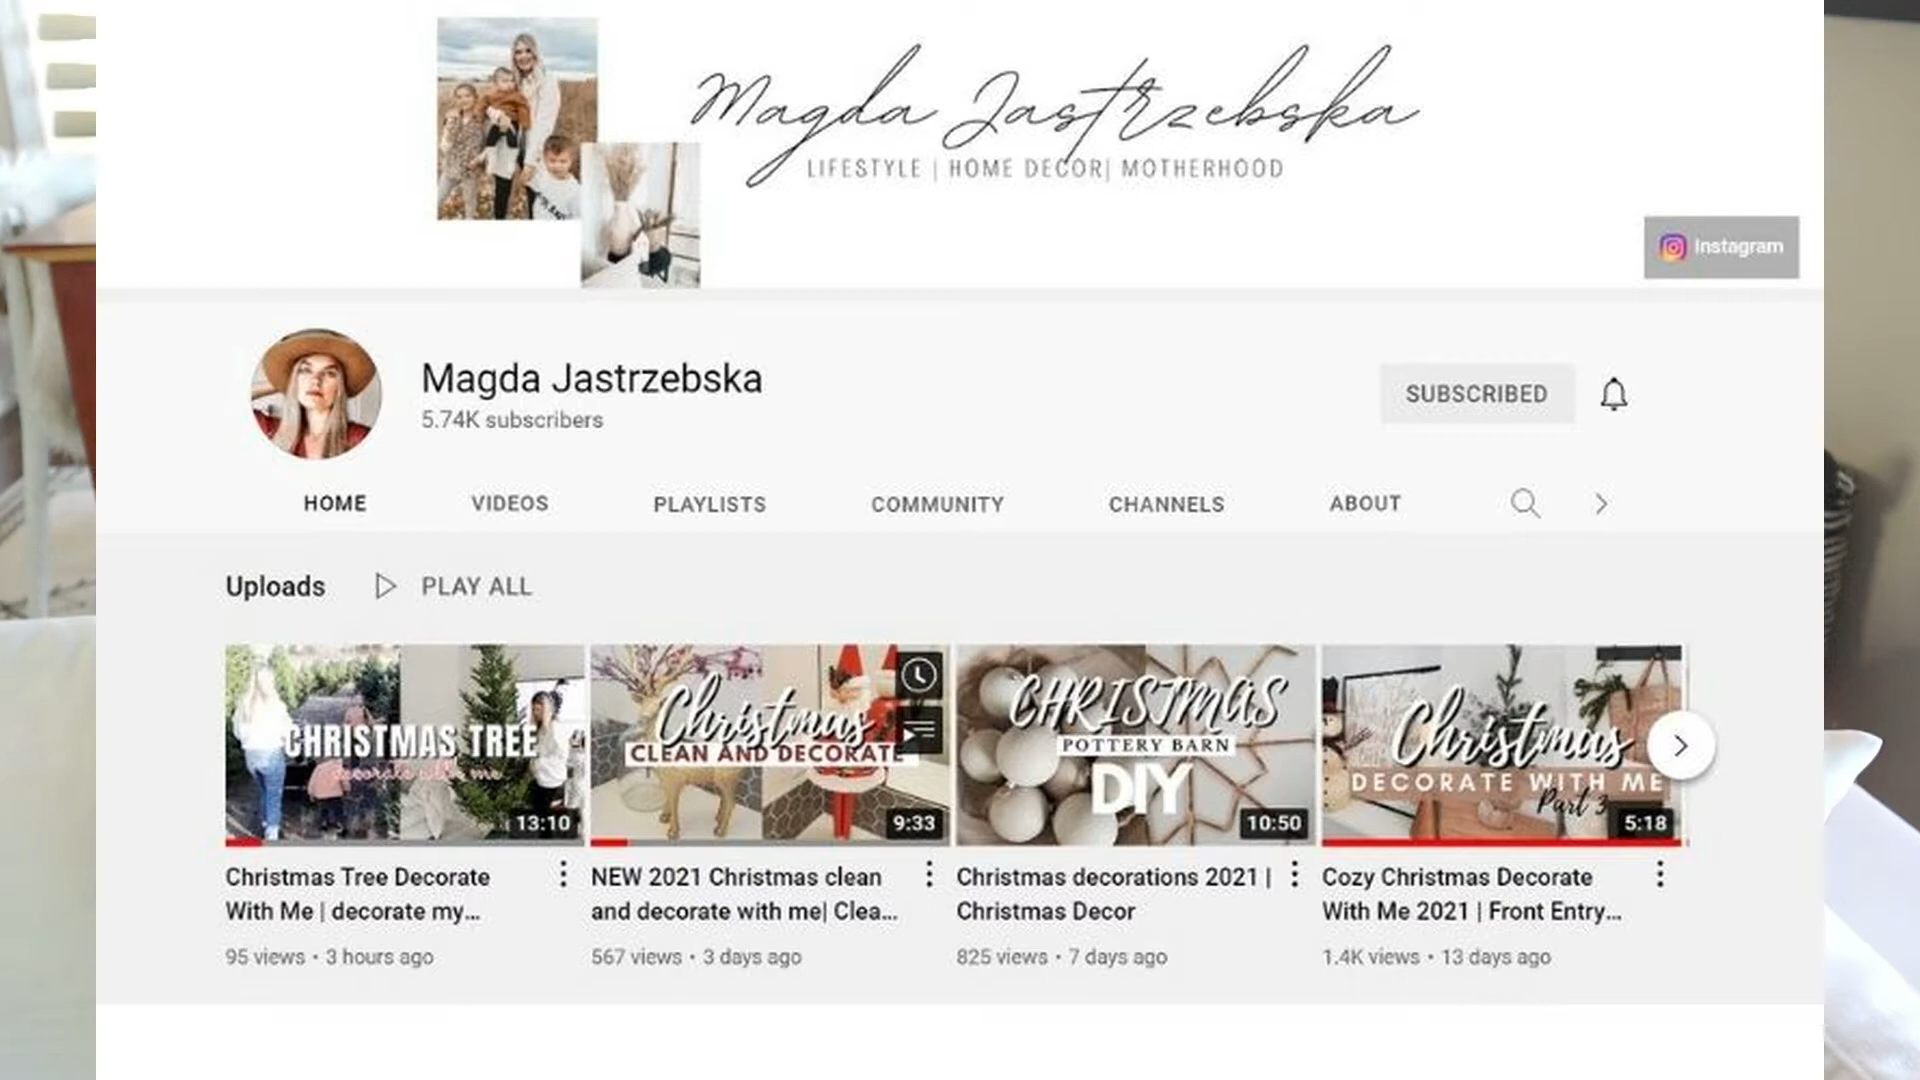 Magda Jastrzebska
LIFESTYLE | HOME DECOR| MOTHERHOOD
Instagram
Magda Jastrzebska
5.74K subscribers
SUBSCRIBED
HOME VIDEOS PLAYLISTS COMMUNITY CHANNELS ABOUT
Uploads PLAY ALL
CHRISTMAS TREE
decorate with me
13:10
Christmas
CLEAN AND DECORATE
9:33
CHRISTMAS
POTTERY BARN
DIY
10:50
Christmas
DECORATE WITH ME
Part 3
5:18
Christmas Tree Decorate
With Me | decorate my...
95 views • 3 hours ago
NEW 2021 Christmas clean
and decorate with me| Clea...
567 views • 3 days ago
Christmas decorations 2021 |
Christmas Decor
825 views • 7 days ago
Cozy Christmas Decorate
With Me 2021 | Front Entry...
1.4K views • 13 days ago